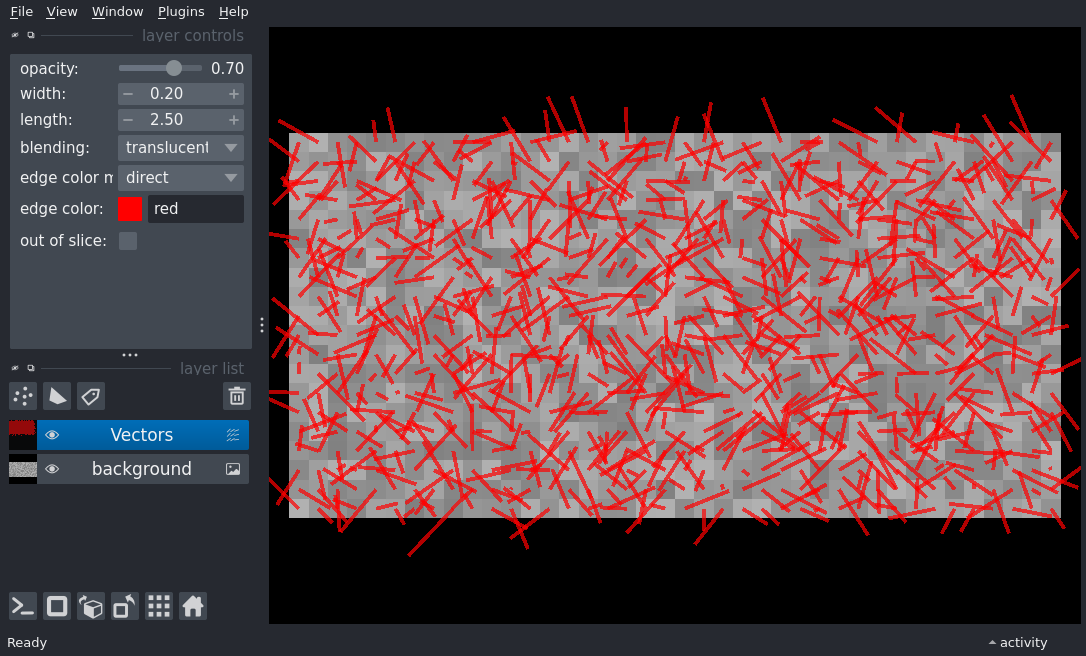 File View Window Plugins Help
layer controls
opacity: 0.70
width: − 0.20 +
length: − 2.50 +
blending: translucent
edge color m direct
edge color: red
out of slice:
layer list
Vectors
background
Ready
activity